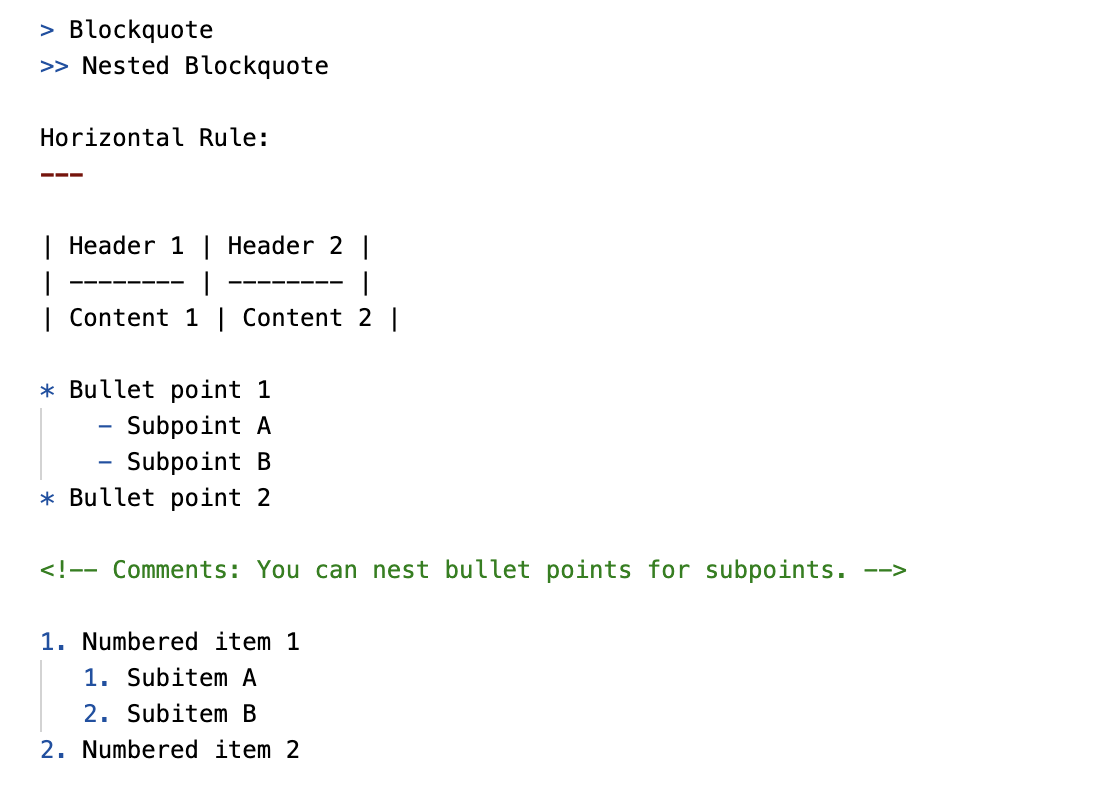 > Blockquote
>> Nested Blockquote
Horizontal Rule:
---
| Header 1 | Header 2 |
| -------- | -------- |
| Content 1 | Content 2 |
* Bullet point 1
    - Subpoint A
    - Subpoint B
* Bullet point 2
<!-- Comments: You can nest bullet points for subpoints. -->
1. Numbered item 1
   1. Subitem A
   2. Subitem B
2. Numbered item 2